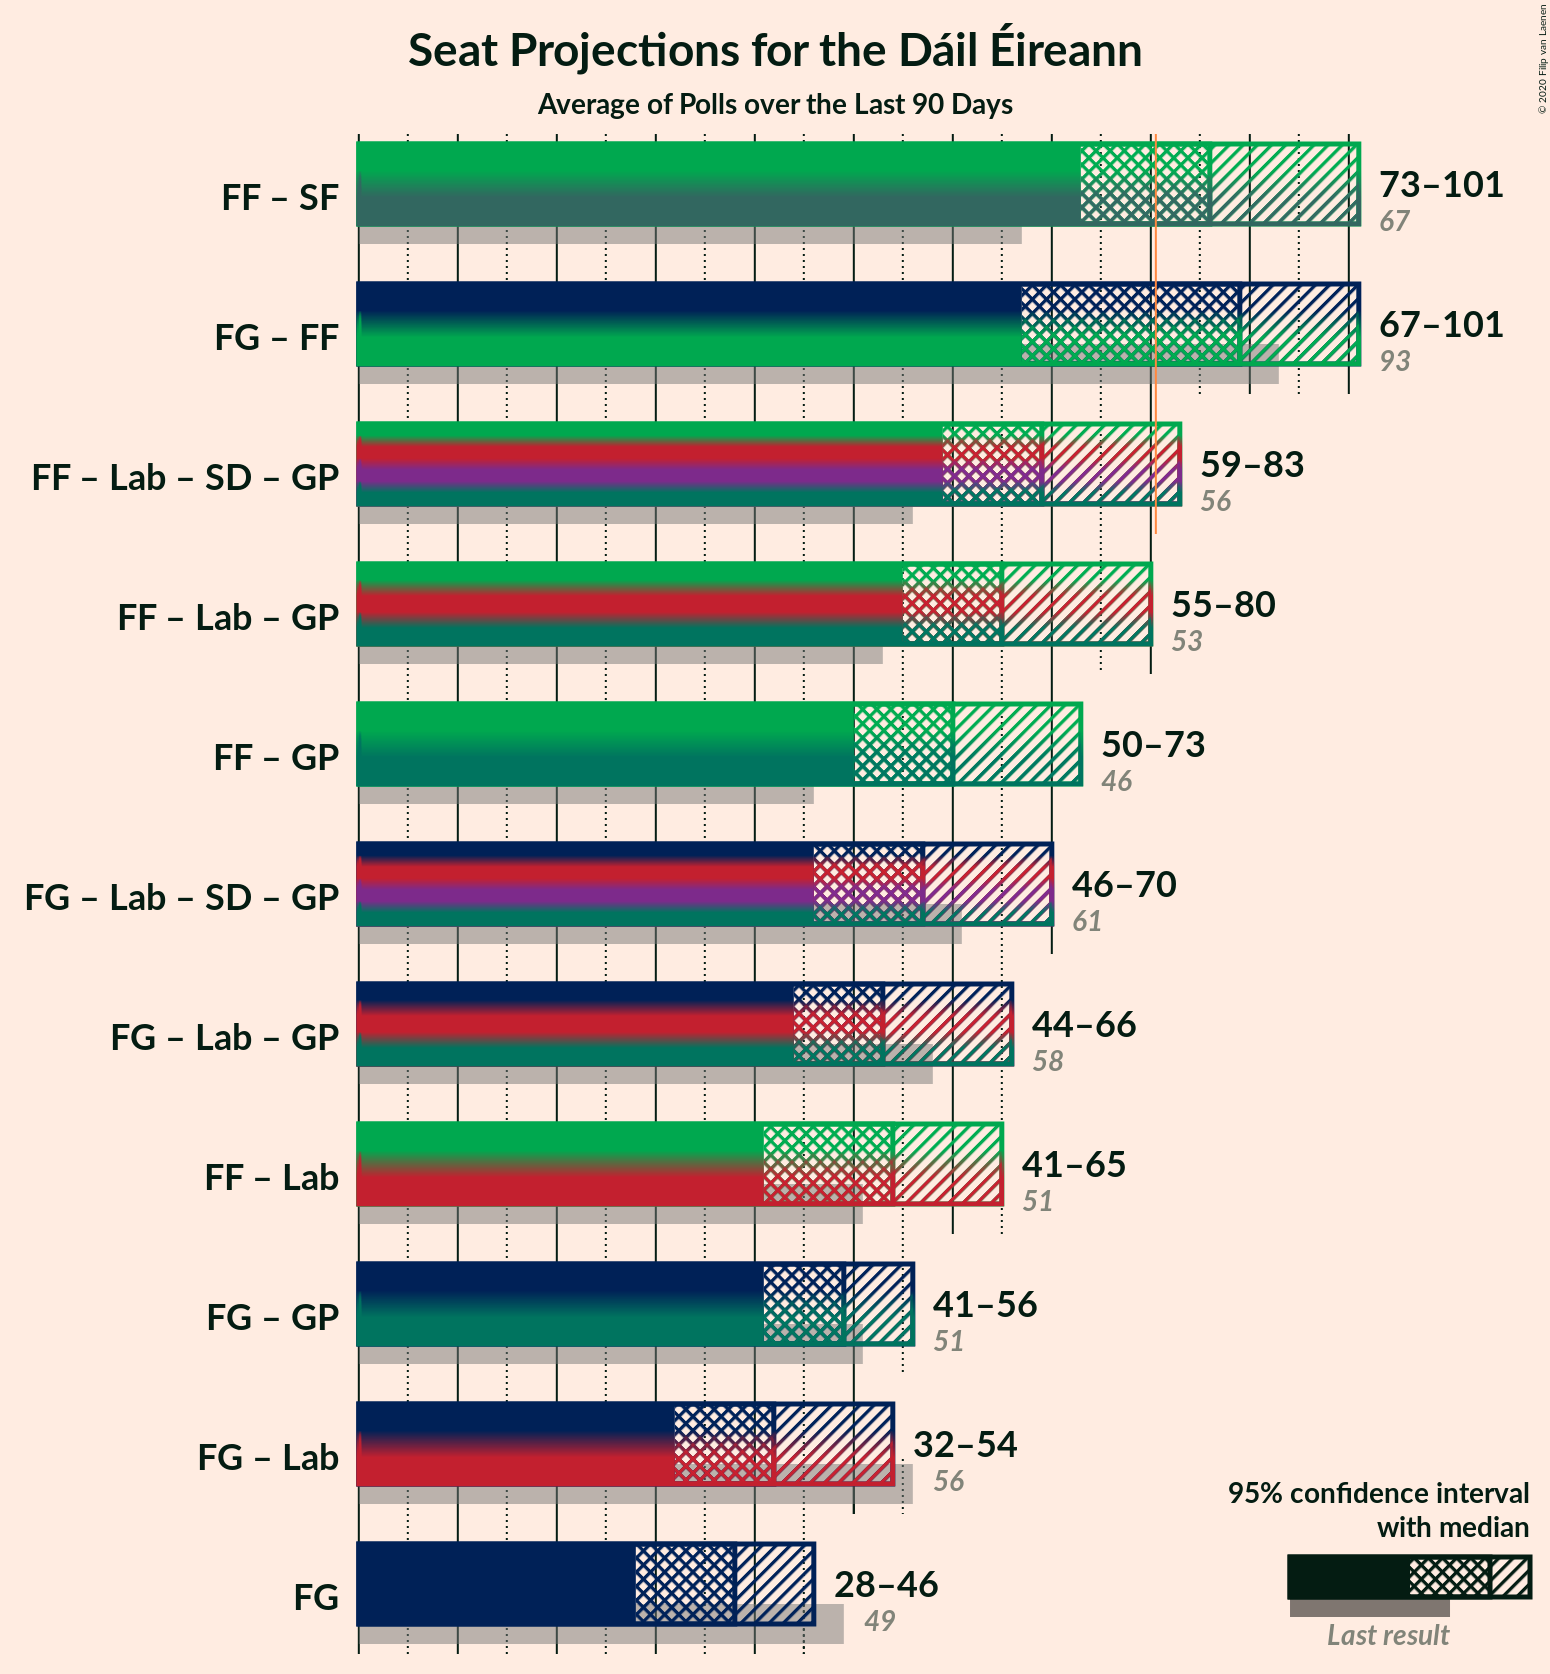 Seat Projections for the Dáil Éireann
Average of Polls over the Last 90 Days
© 2020 Filip van Laenen
FF – SF
73–101
67
FG – FF
67–101
93
FF – Lab – SD – GP
59–83
56
FF – Lab – GP
55–80
53
FF – GP
50–73
46
FG – Lab – SD – GP
46–70
61
FG – Lab – GP
44–66
58
FF – Lab
41–65
51
FG – GP
41–56
51
FG – Lab
32–54
56
FG
28–46
49
95% confidence interval
with median
Last result